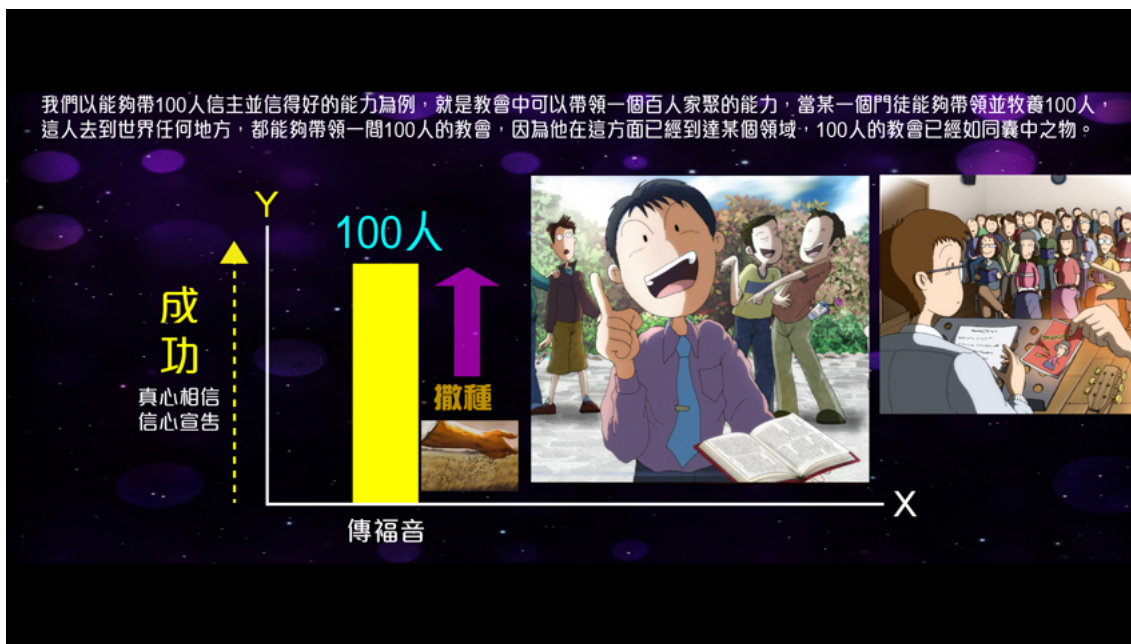 我們以能夠帶100人信主並信得好的能力為例，就是教會中可以帶領一個百人家聚的能力，當某一個門徒能夠帶領並牧養100人，
這人去到世界任何地方，都能夠帶領一間100人的教會，因為他在這方面已經到達某個領域，100人的教會已經如同囊中之物。
Y
100人
成功
真心相信
信心宣告
撒種
X
傳福音